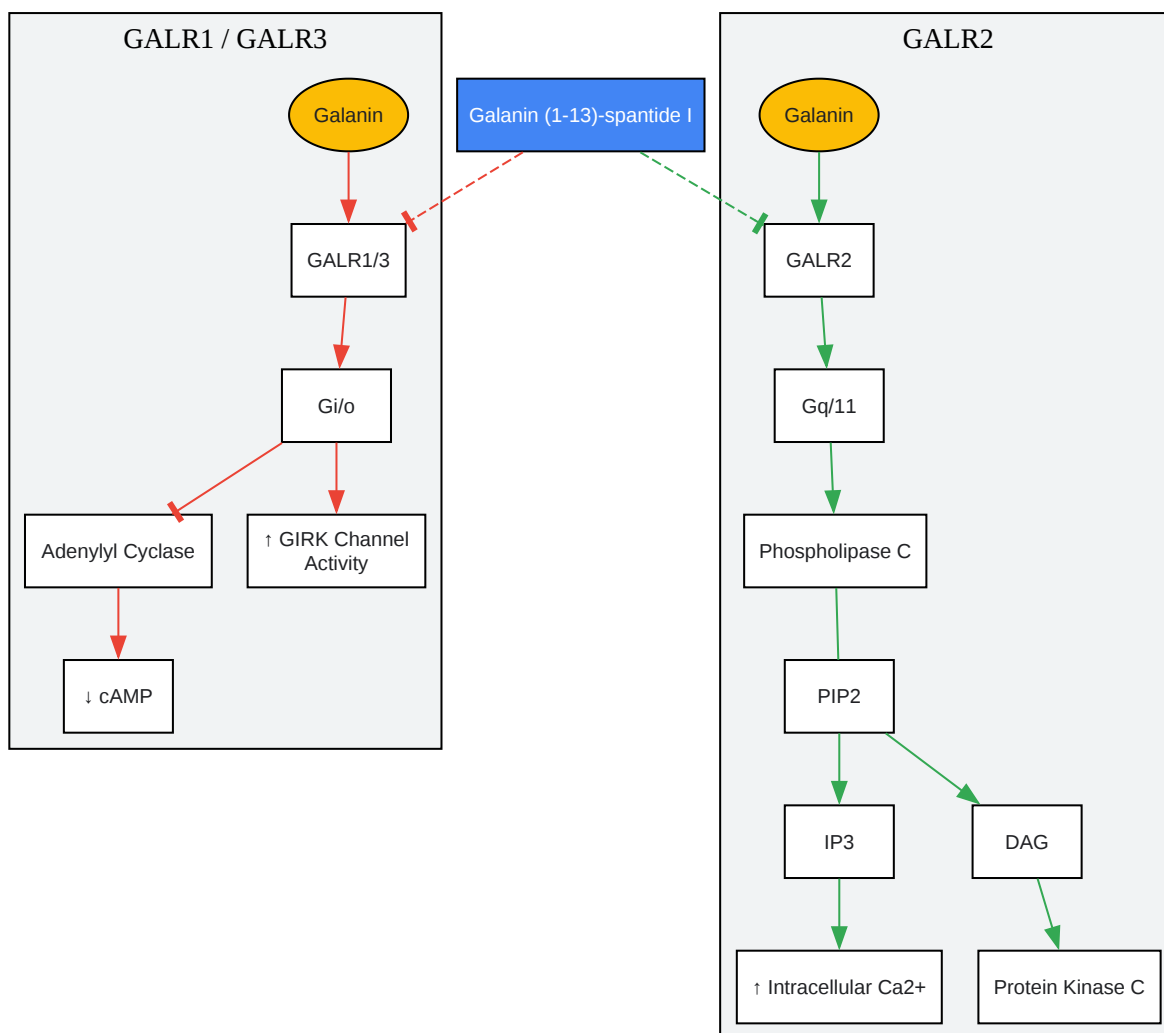 GALR1 / GALR3
GALR2
Galanin
Galanin (1-13)-spantide I
Galanin
GALR1/3
GALR2
Gi/o
Gq/11
Adenylyl Cyclase
↑ GIRK Channel
Activity
Phospholipase C
↓ cAMP
PIP2
IP3
DAG
↑ Intracellular Ca2+
Protein Kinase C